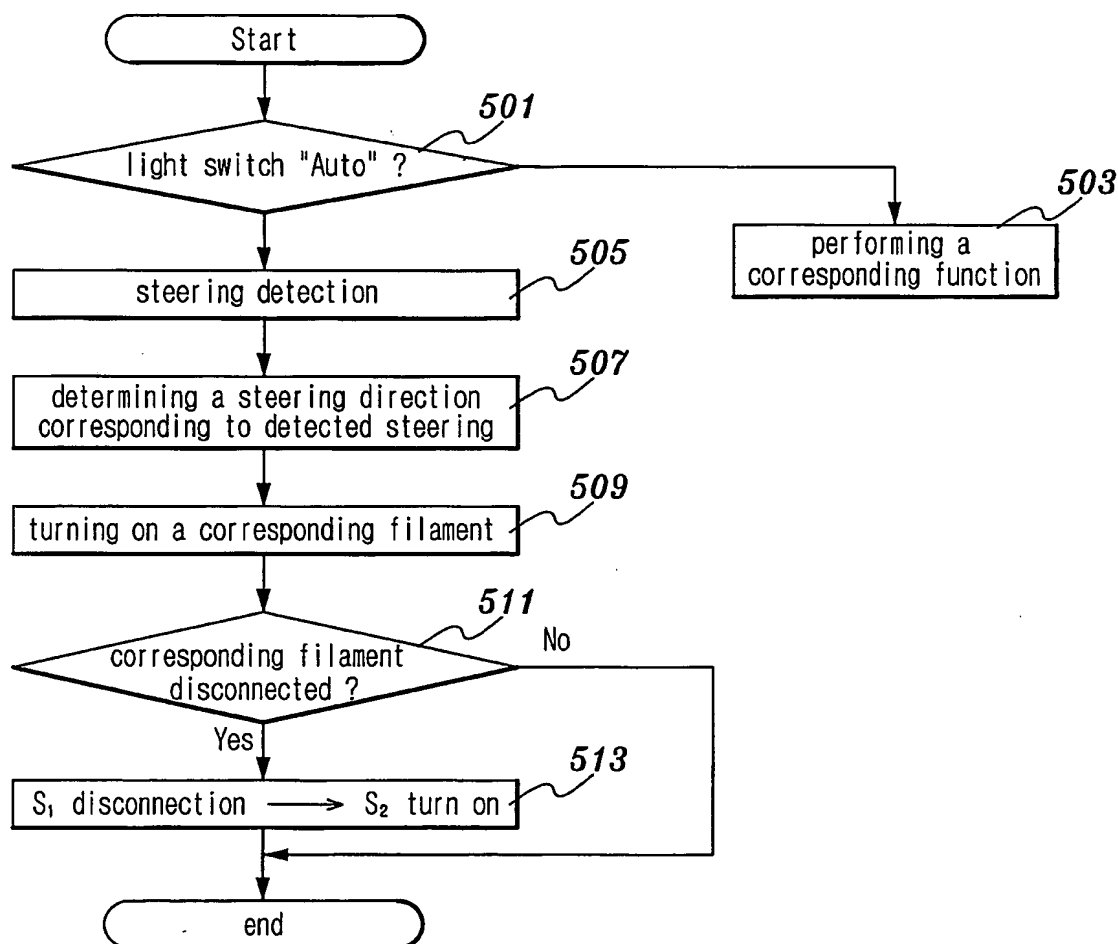 Start
501
light switch "Auto" ?
503
performing a
corresponding function
505
steering detection
507
determining a steering direction
corresponding to detected steering
509
turning on a corresponding filament
511
corresponding filament
disconnected ?
No
Yes
513
S₁ disconnection → S₂ turn on
end